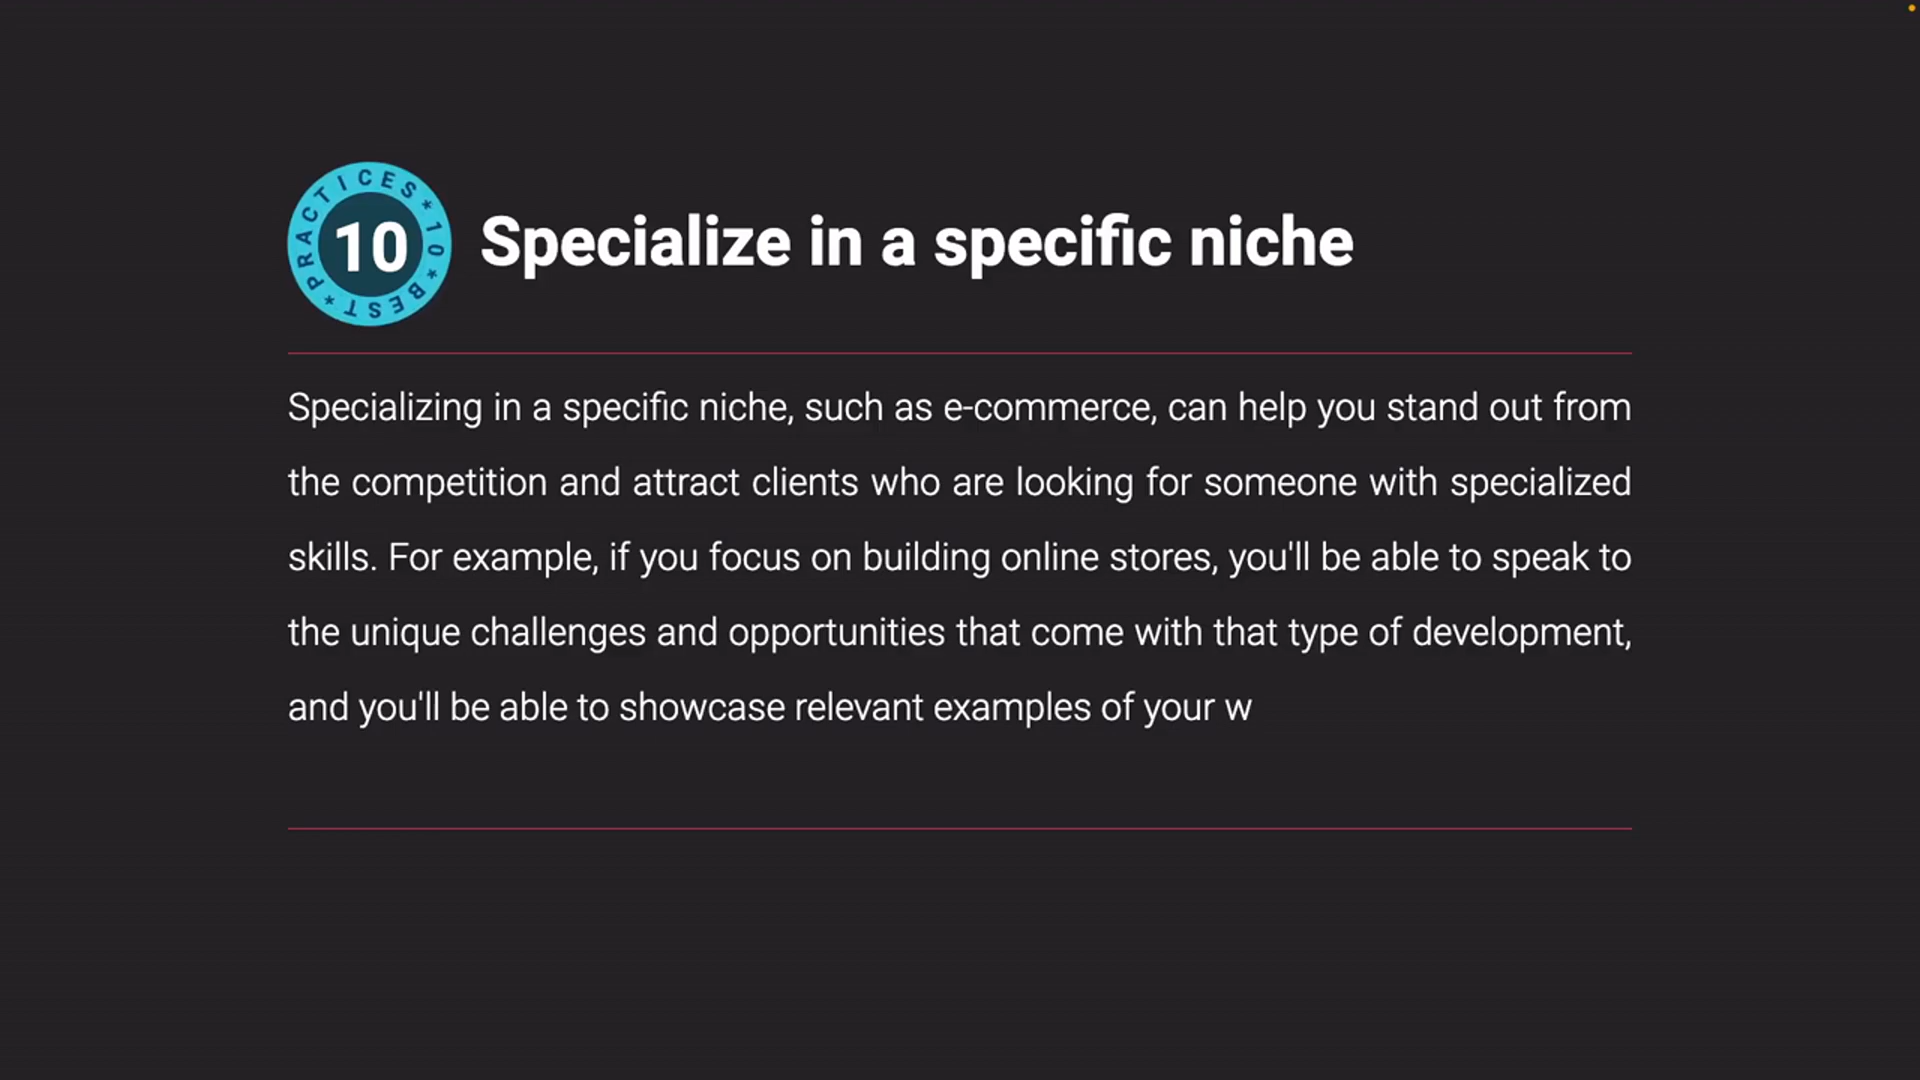 PRACTICES * 10 * BEST *
10
Specialize in a specific niche
Specializing in a specific niche, such as e-commerce, can help you stand out from
the competition and attract clients who are looking for someone with specialized
skills. For example, if you focus on building online stores, you'll be able to speak to
the unique challenges and opportunities that come with that type of development,
and you'll be able to showcase relevant examples of your w